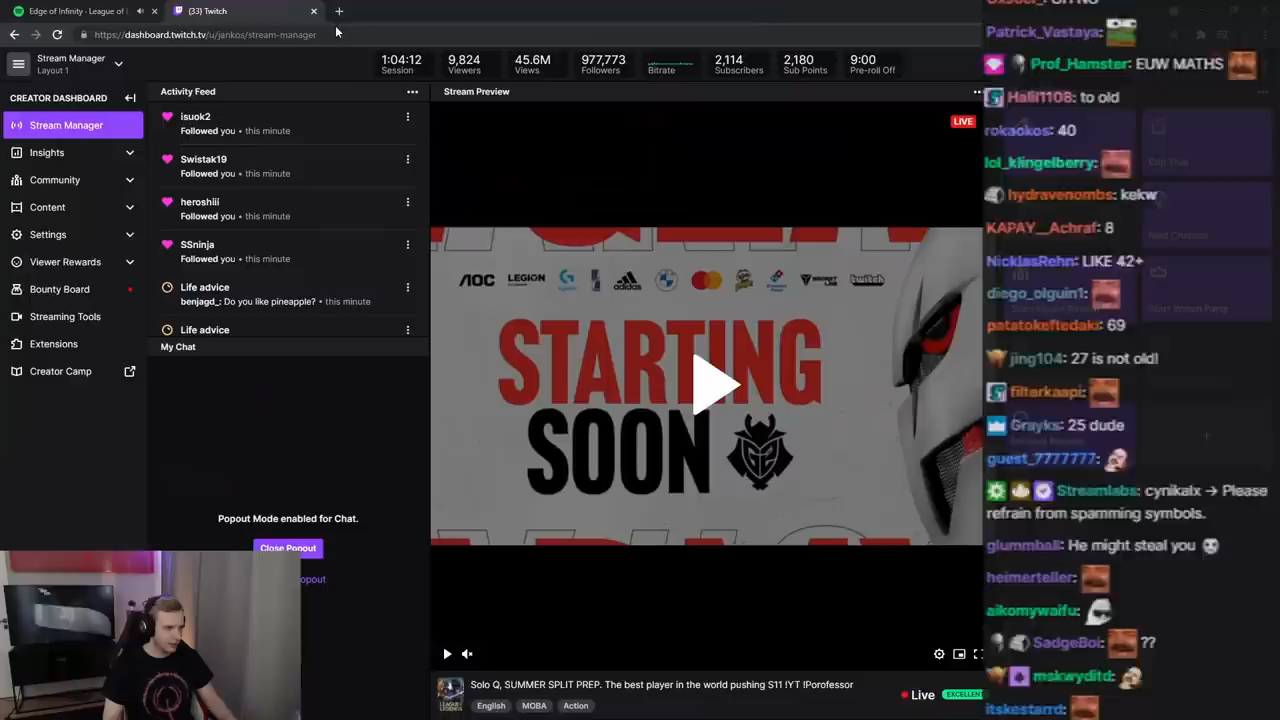 Edge of Infinity - League of
(33) Twitch
https://dashboard.twitch.tv/u/jankos/stream-manager
Stream Manager
Layout 1
1:04:12
Session
9,824
Viewers
45.6M
Views
977,773
Followers
Bitrate
2,114
Subscribers
2,180
Sub Points
9:00
Pre-roll Off
CREATOR DASHBOARD
Stream Manager
Insights
Community
Content
Settings
Viewer Rewards
Bounty Board
Streaming Tools
Extensions
Creator Camp
Activity Feed
isuok2
Followed you • this minute
Swistak19
Followed you • this minute
heroshiii
Followed you • this minute
SSninja
Followed you • this minute
Life advice
benjagd_: Do you like pineapple? • this minute
Life advice
My Chat
Popout Mode enabled for Chat.
Close Popout
opout
Stream Preview
LIVE
AOC LEGION adidas twitch
STARTING
SOON
G2
Solo Q, SUMMER SPLIT PREP. The best player in the world pushing S11 !YT !Porofessor
English MOBA Action
Live EXCELLENT
Patrick_Vastaya:
Prof_Hamster: EUW MATHS
Halil1108: to old
rokaokos: 40
lol_klingelberry:
hydravenombs: kekw
KAPAY__Achraf: 8
NicklasRehn: LIKE 42+
diego_olguin1:
patatokeftedaki: 69
jing104: 27 is not old!
filterkaapi:
Grayks: 25 dude
guest_7777777:
Streamlabs: cynikalx → Please
refrain from spamming symbols.
glummball: He might steal you
heimerteller:
aikomywaifu:
SadgeBoi: ??
mskwyditd:
itskestarrd: